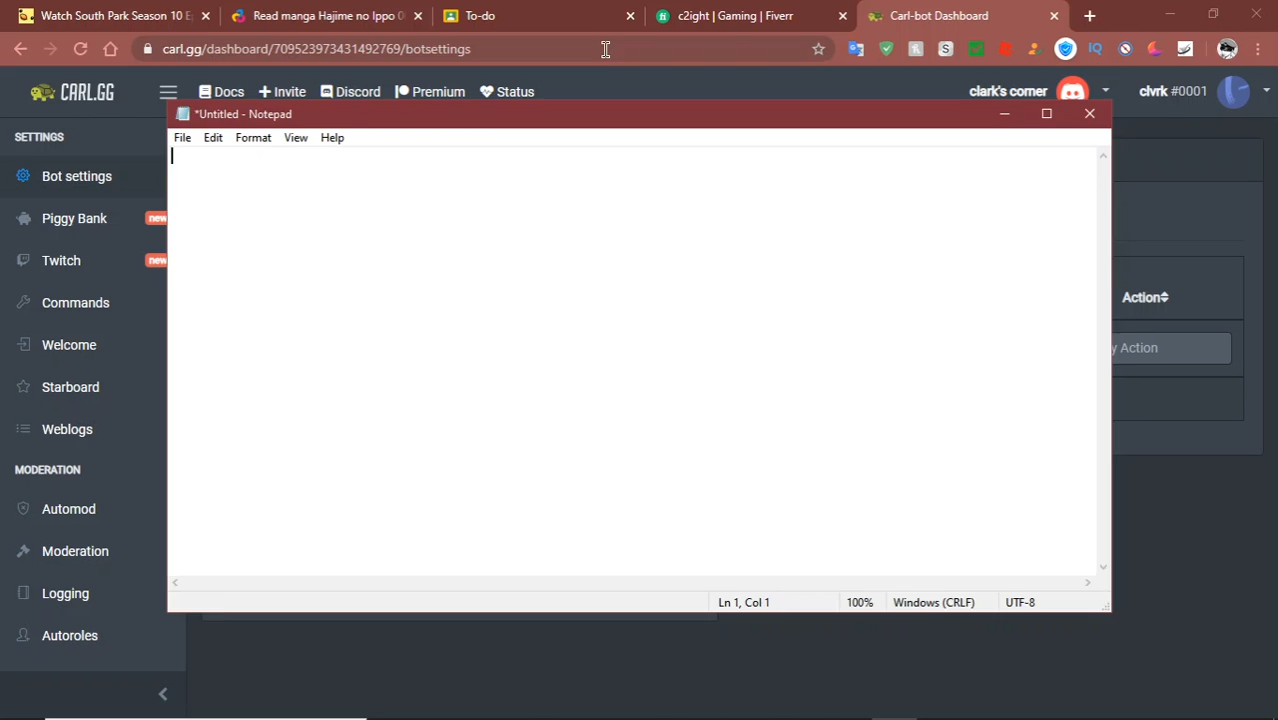 Watch South Park Season 10 E
Read manga Hajime no Ippo 0
To-do
c2ight | Gaming | Fiverr
Carl-bot Dashboard
carl.gg/dashboard/709523973431492769/botsettings
CARL.GG
Docs
Invite
Discord
Premium
Status
clark's corner
clvrk #0001
*Untitled - Notepad
File Edit Format View Help
SETTINGS
Bot settings
Piggy Bank new
Twitch new
Commands
Welcome
Starboard
Weblogs
MODERATION
Automod
Moderation
Logging
Autoroles
Action
y Action
Ln 1, Col 1
100%
Windows (CRLF)
UTF-8
S
IQ
fi